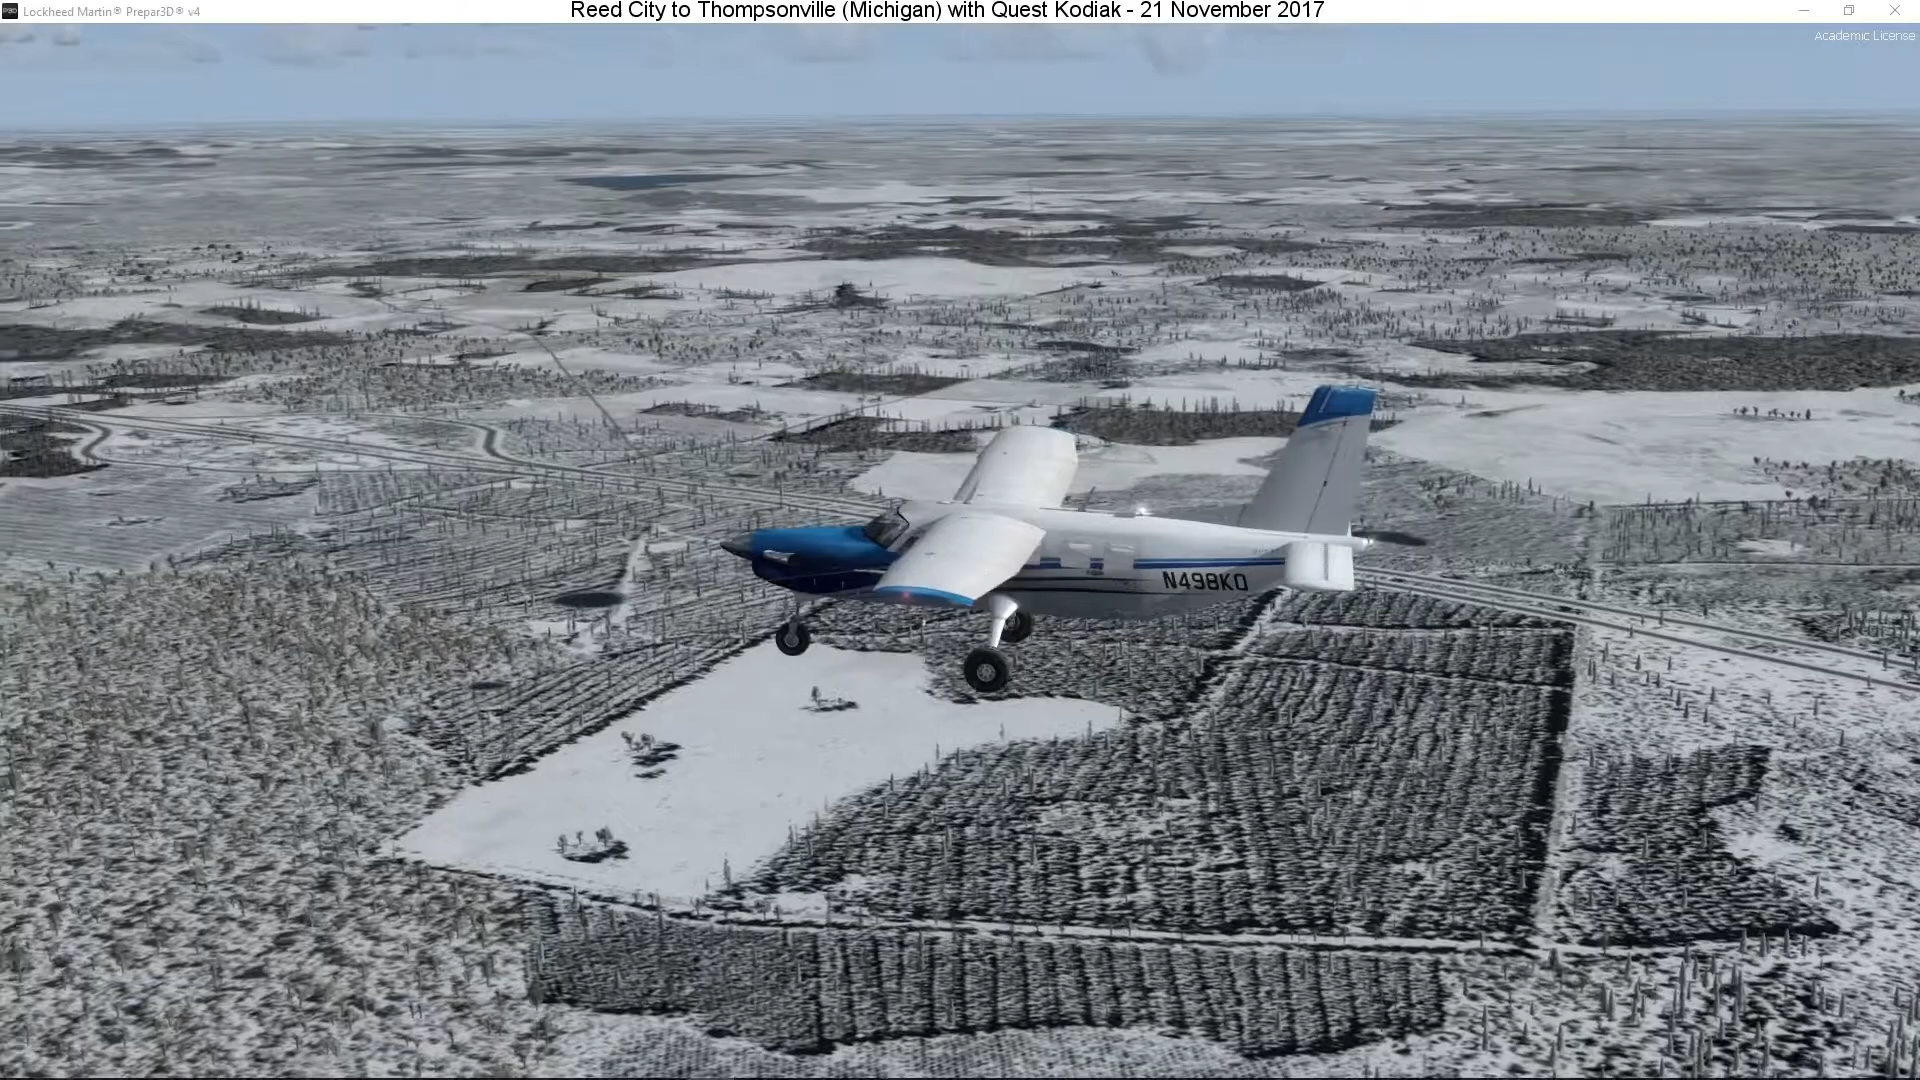 Lockheed Martin® Prepar3D® v4
Reed City to Thompsonville (Michigan) with Quest Kodiak - 21 November 2017
Academic License
N498KQ